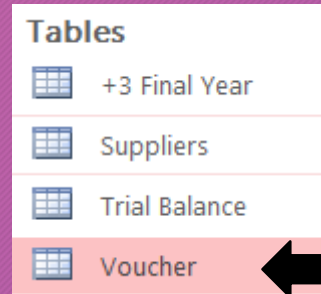 Tables
+3 Final Year
Suppliers
Trial Balance
Voucher